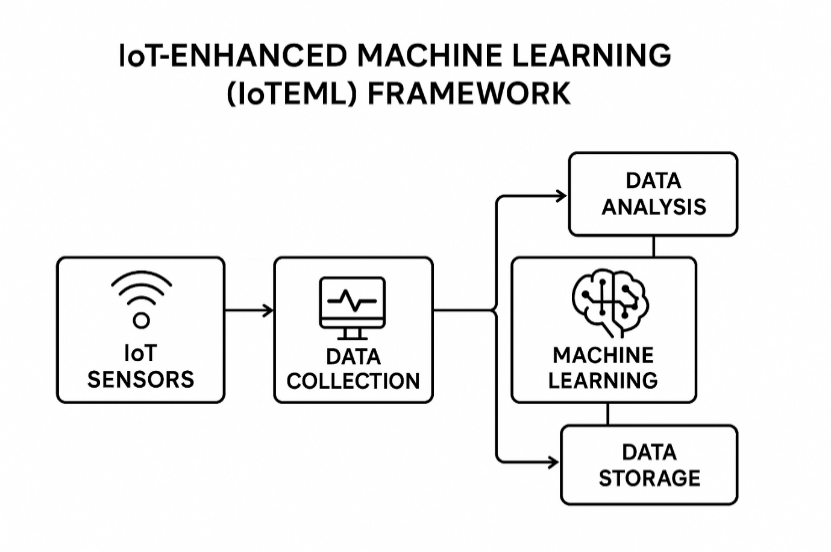 IoT-ENHANCED MACHINE LEARNING
(IoTEML) FRAMEWORK
IoT
SENSORS
DATA
COLLECTION
DATA
ANALYSIS
MACHINE
LEARNING
DATA
STORAGE